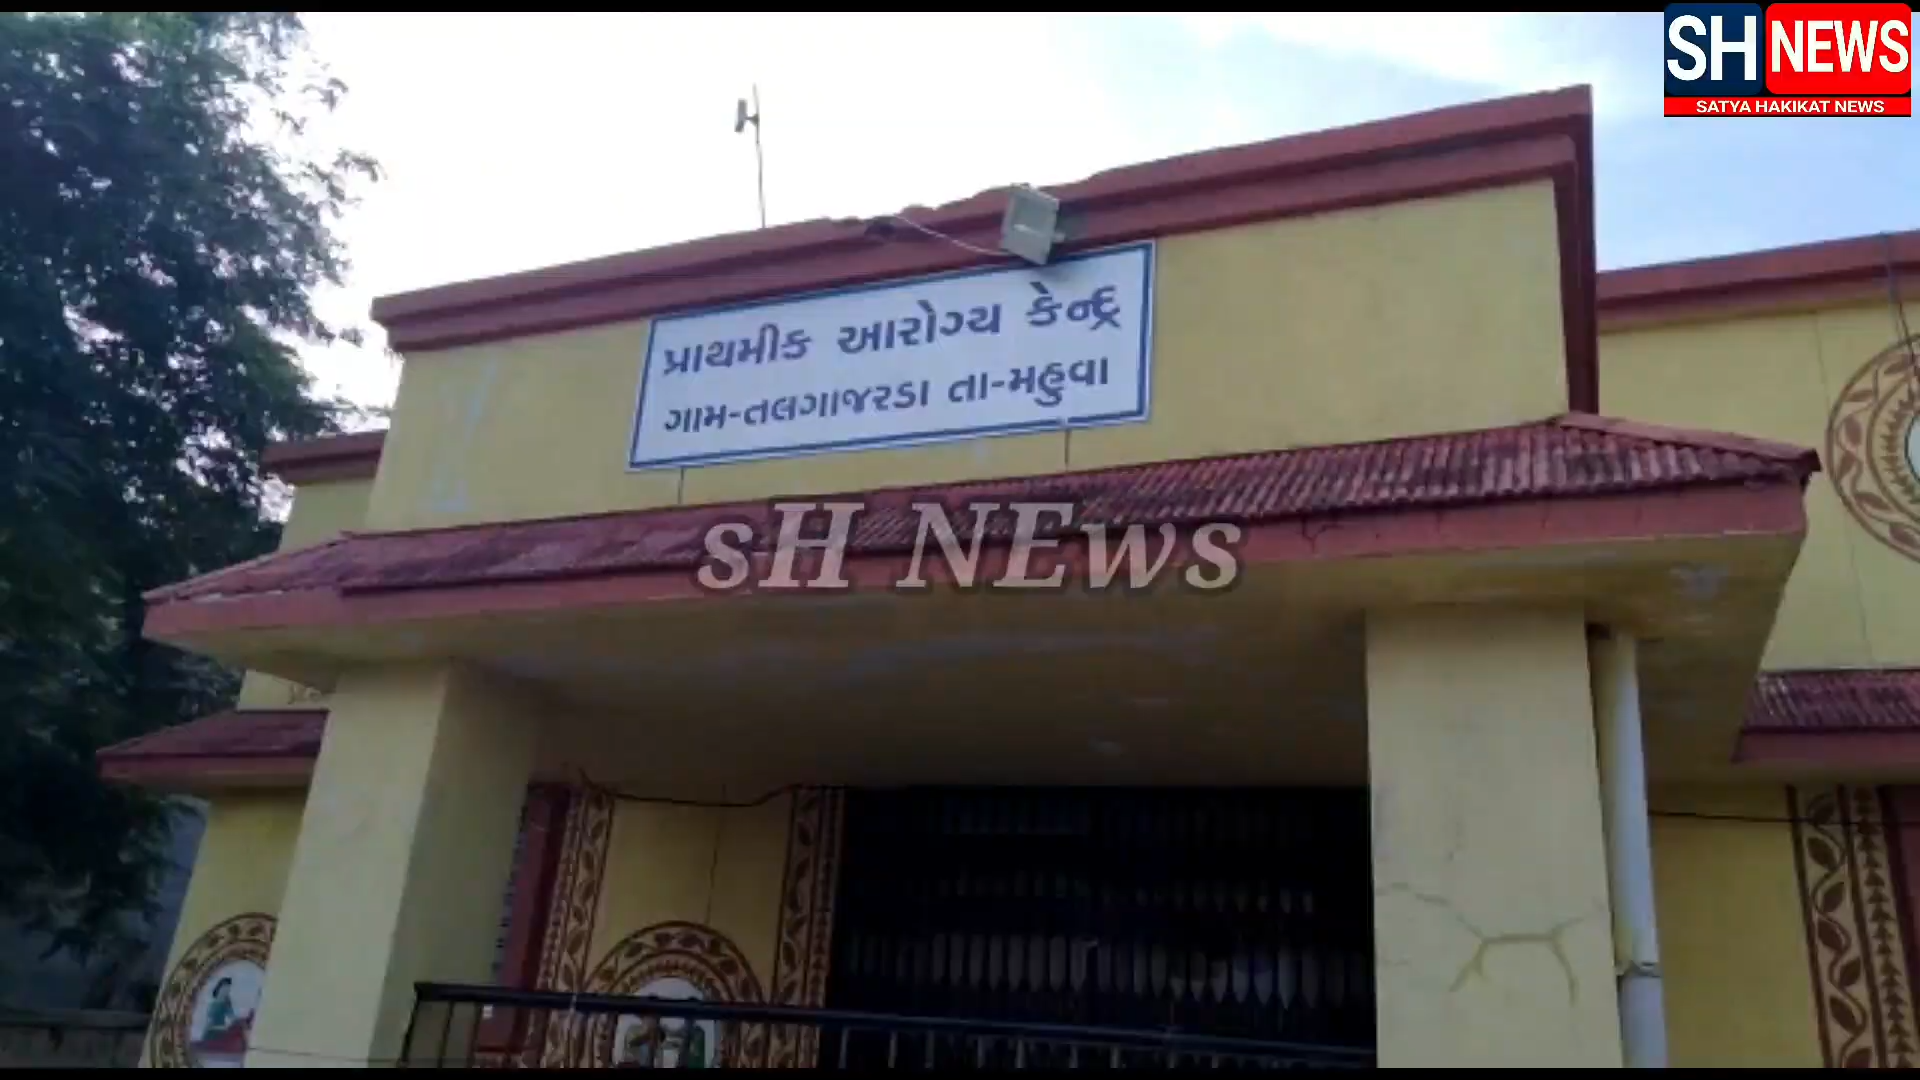 SH NEWS
SATYA HAKIKAT NEWS
પ્રાથમીક આરોગ્ય કેન્દ્ર
ગામ-તલગાજરડા તા-મહુવા
sH NEws